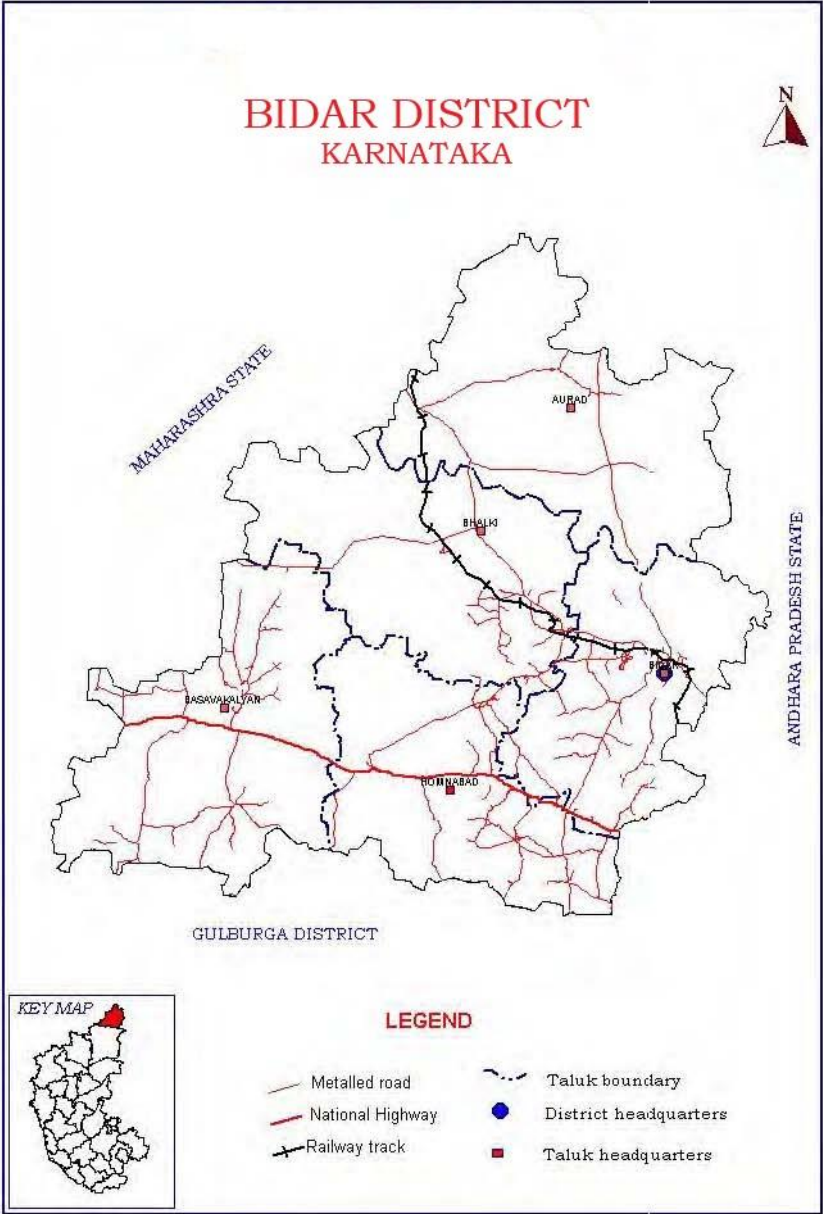 N
BIDAR DISTRICT
KARNATAKA
MAHARASHRA STATE
AURAD
BHALKI
ANDHARA PRADESH STATE
BASAVAKALYAN
GULBURGA DISTRICT
KEY MAP
LEGEND
Metalled road
Taluk boundary
National Highway
District headquarters
Railway track
Taluk headquarters